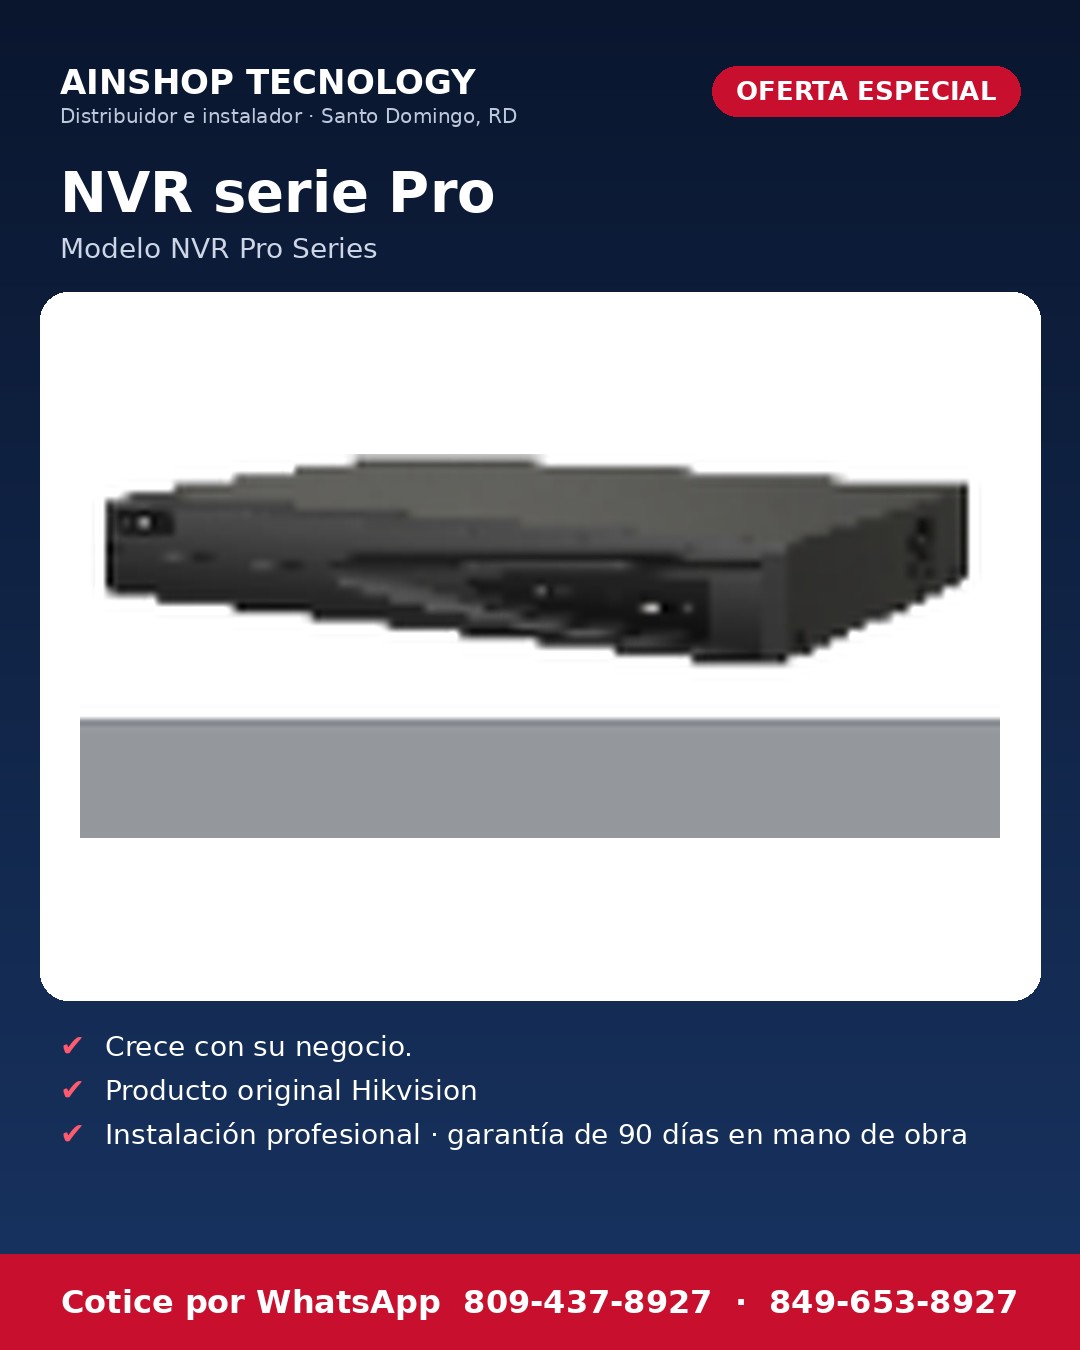 AINSHOP TECNOLOGY
Distribuidor e instalador · Santo Domingo, RD
OFERTA ESPECIAL
NVR serie Pro
Modelo NVR Pro Series
✔ Crece con su negocio.
✔ Producto original Hikvision
✔ Instalación profesional · garantía de 90 días en mano de obra
Cotice por WhatsApp 809-437-8927 · 849-653-8927